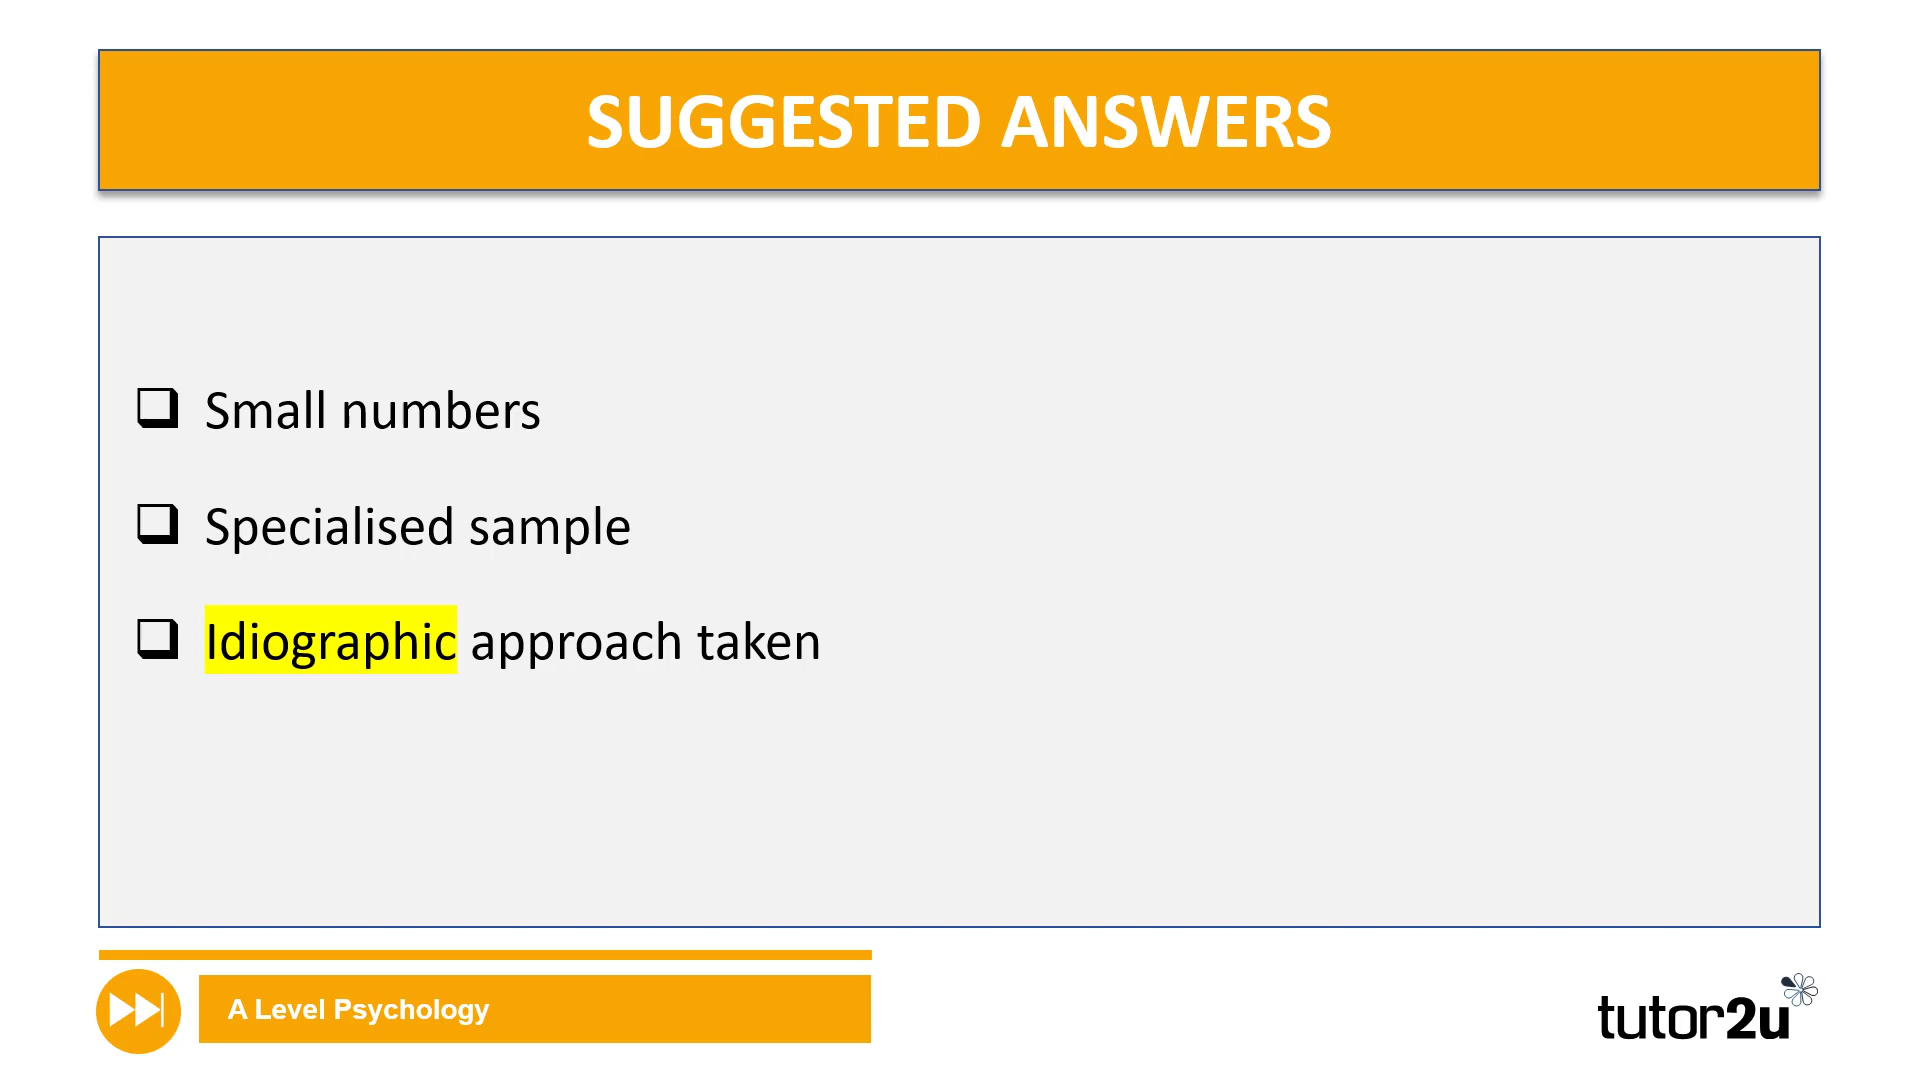 SUGGESTED ANSWERS
Small numbers
Specialised sample
Idiographic approach taken
A Level Psychology
tutor2u